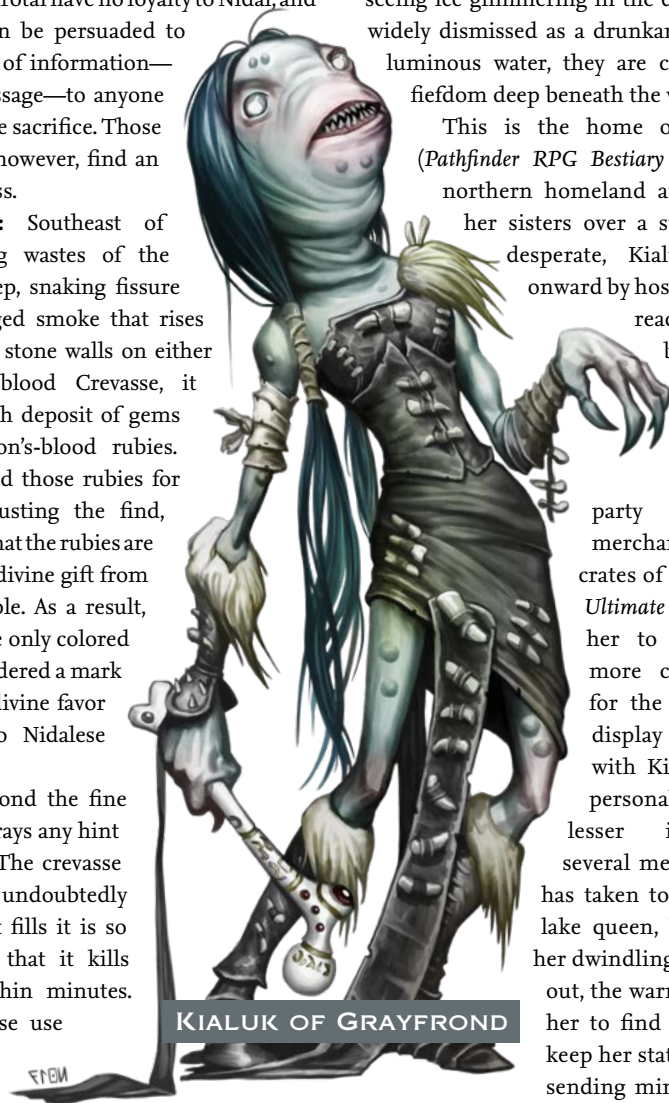 otal have no loyalty to Nidal, and
n be persuaded to
of information—
ssage—to anyone
e sacrifice. Those
however, find an
ss.
: Southeast of
g wastes of the
ep, snaking fissure
ged smoke that rises
stone walls on either
blood Crevasse, it
h deposit of gems
on's-blood rubies.
d those rubies for
usting the find,
hat the rubies are
divine gift from
ple. As a result,
e only colored
dered a mark
divine favor
o Nidalese
ond the fine
rays any hint
The crevasse
undoubtedly
t fills it is so
that it kills
hin minutes.
se use
seeing ice glimmering in the d
widely dismissed as a drunkar
luminous water, they are c
fiefdom deep beneath the w
This is the home o
(Pathfinder RPG Bestiary
northern homeland a
her sisters over a s
desperate, Kial
onward by hos
reac
b
party
mercha
crates of
Ultimate
her to
more c
for the
display
with Ki
persona
lesser i
several me
has taken to
lake queen,
her dwindling
out, the war
her to find
keep her stat
sending min
KIALUK OF GRAYFROND